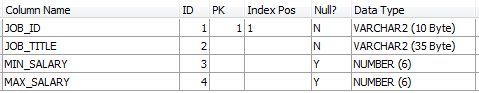 Column Name ID PK Index Pos Null? Data Type
JOB_ID 1 1 1 N VARCHAR2 (10 Byte)
JOB_TITLE 2 N VARCHAR2 (35 Byte)
MIN_SALARY 3 Y NUMBER (6)
MAX_SALARY 4 Y NUMBER (6)